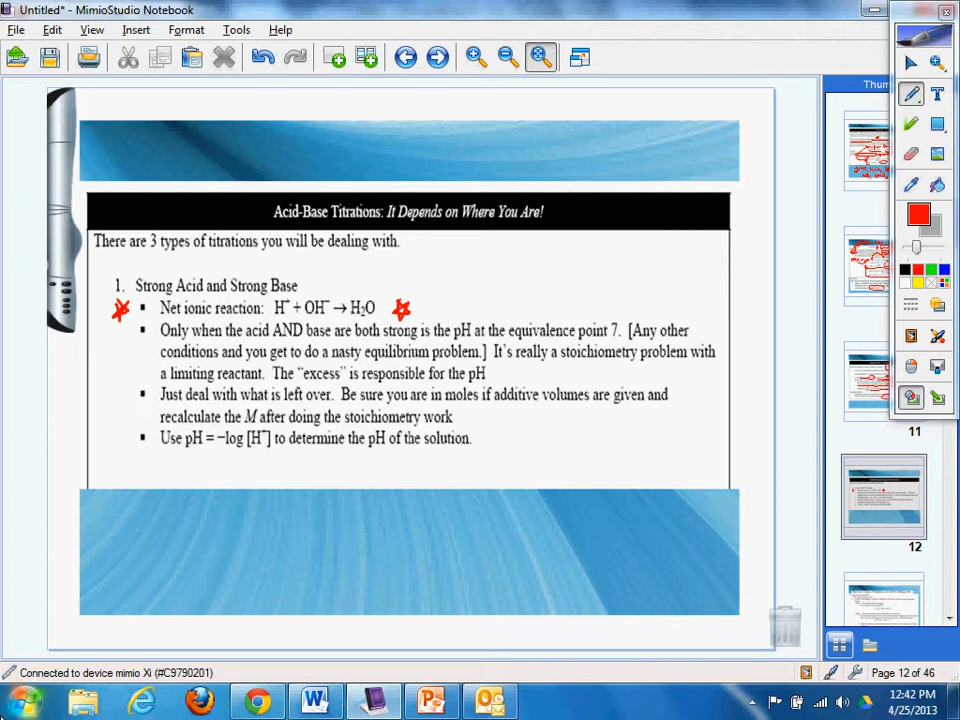 Untitled* - MimioStudio Notebook
File Edit View Insert Format Tools Help
Thum
Acid-Base Titrations: It Depends on Where You Are!
There are 3 types of titrations you will be dealing with.
1. Strong Acid and Strong Base
▪ Net ionic reaction: H⁺ + OH⁻ → H₂O
▪ Only when the acid AND base are both strong is the pH at the equivalence point 7. [Any other
conditions and you get to do a nasty equilibrium problem.] It's really a stoichiometry problem with
a limiting reactant. The "excess" is responsible for the pH
▪ Just deal with what is left over. Be sure you are in moles if additive volumes are given and
recalculate the M after doing the stoichiometry work
▪ Use pH = −log [H⁺] to determine the pH of the solution.
11
12
Connected to device mimio Xi (#C9790201)
Page 12 of 46
12:42 PM
4/25/2013